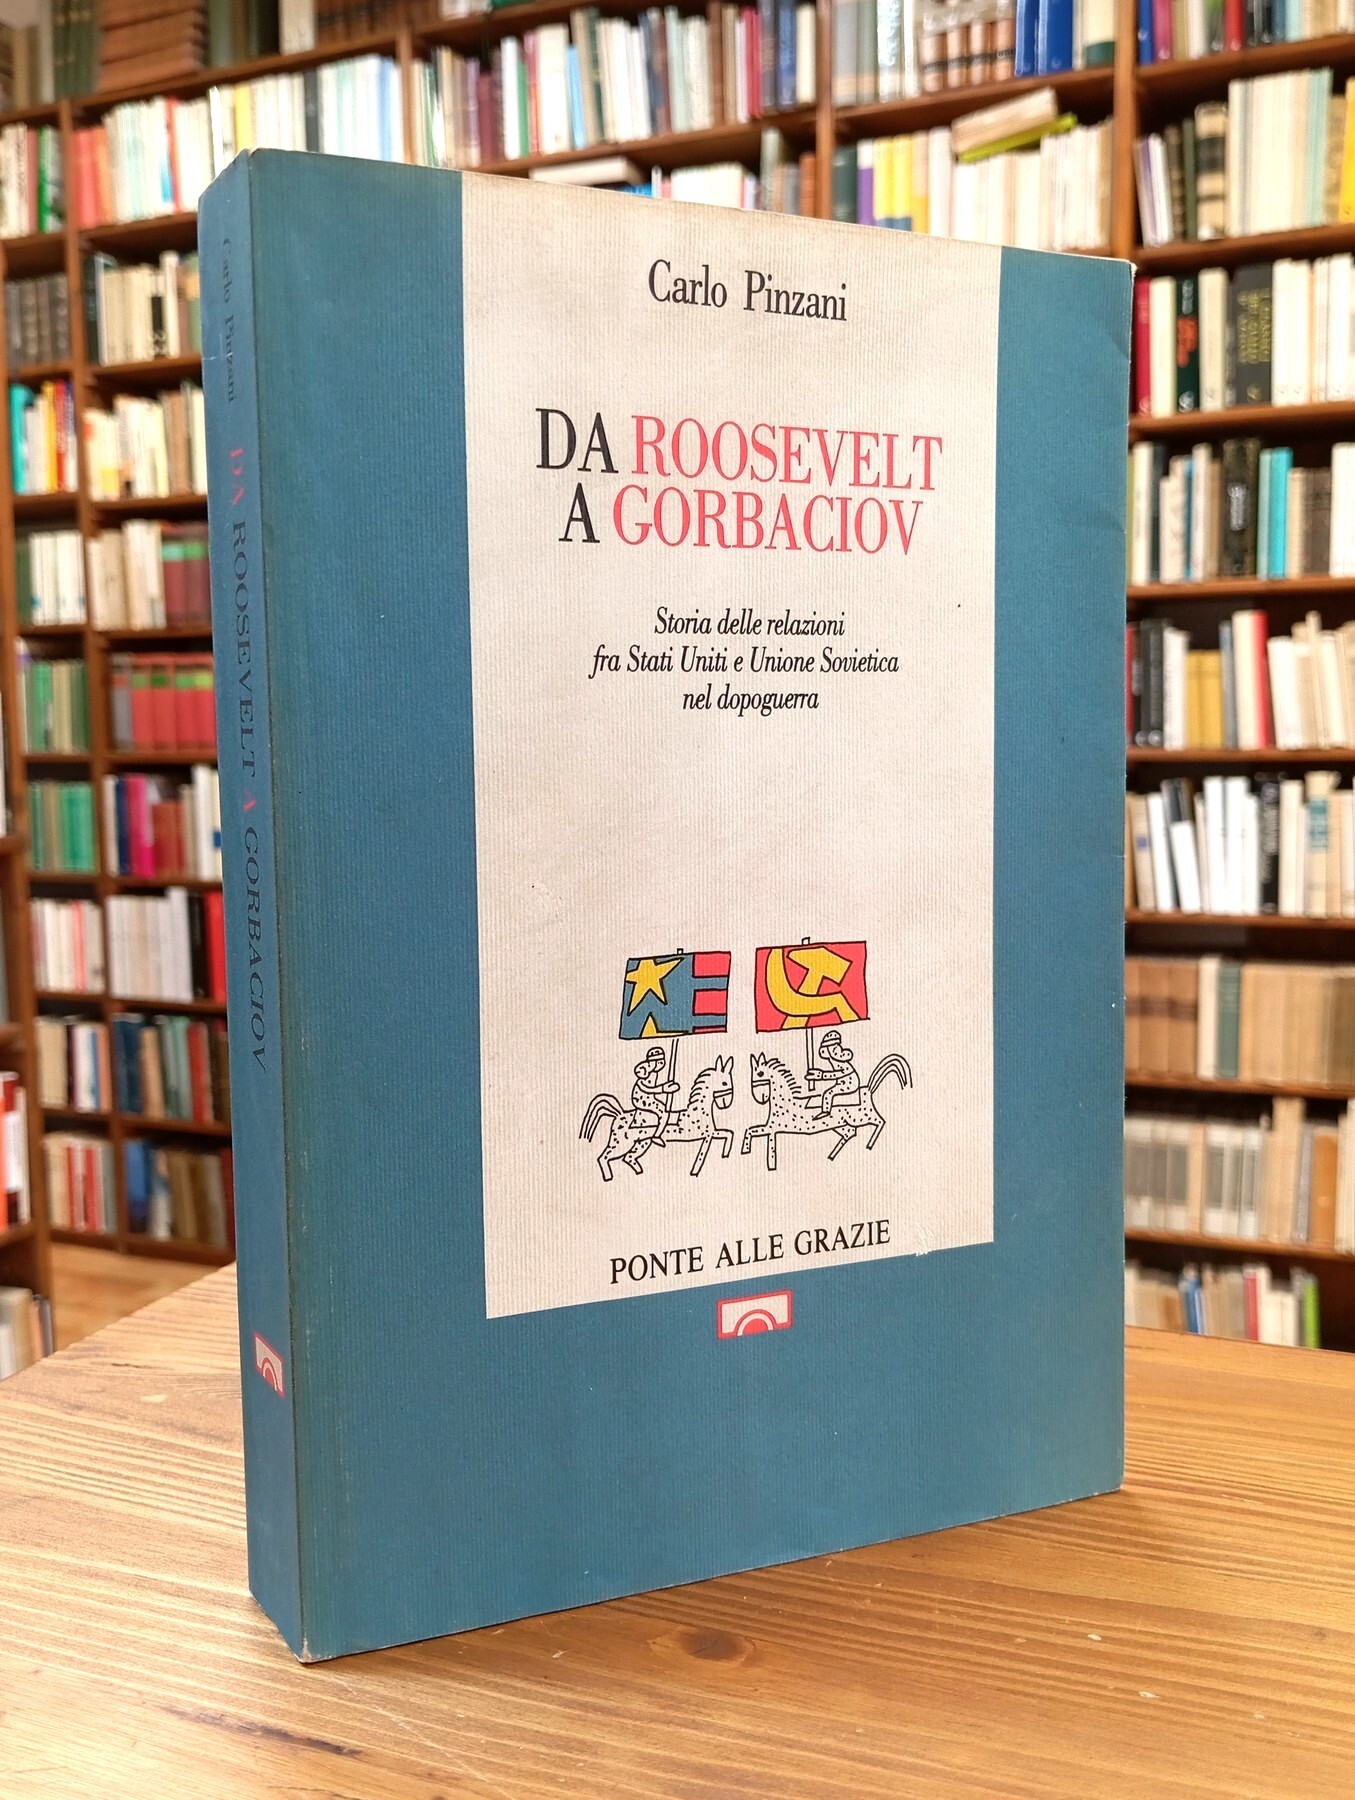 Carlo Pinzani
DA ROOSEVELT
A GORBACIOV
Storia delle relazioni
fra Stati Uniti e Unione Sovietica
nel dopoguerra
PONTE ALLE GRAZIE
Carlo Pinzani
DA ROOSEVELT A GORBACIOV